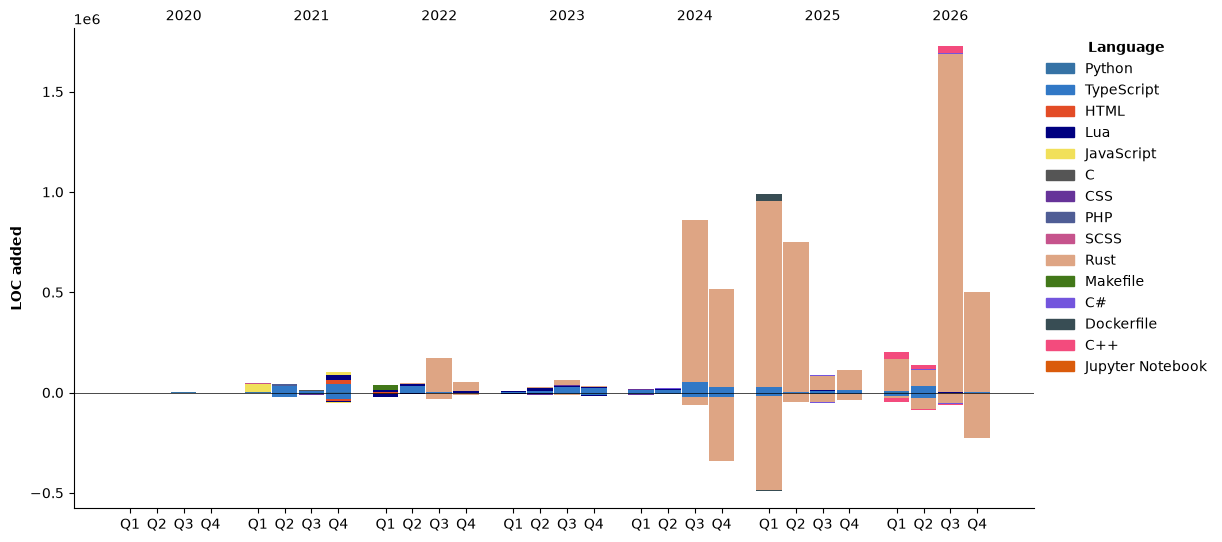 1e6
2020 2021 2022 2023 2024 2025 2026
LOC added
1.5
1.0
0.5
0.0
−0.5
Q1 Q2 Q3 Q4 Q1 Q2 Q3 Q4 Q1 Q2 Q3 Q4 Q1 Q2 Q3 Q4 Q1 Q2 Q3 Q4 Q1 Q2 Q3 Q4 Q1 Q2 Q3 Q4
Language
Python
TypeScript
HTML
Lua
JavaScript
C
CSS
PHP
SCSS
Rust
Makefile
C#
Dockerfile
C++
Jupyter Notebook